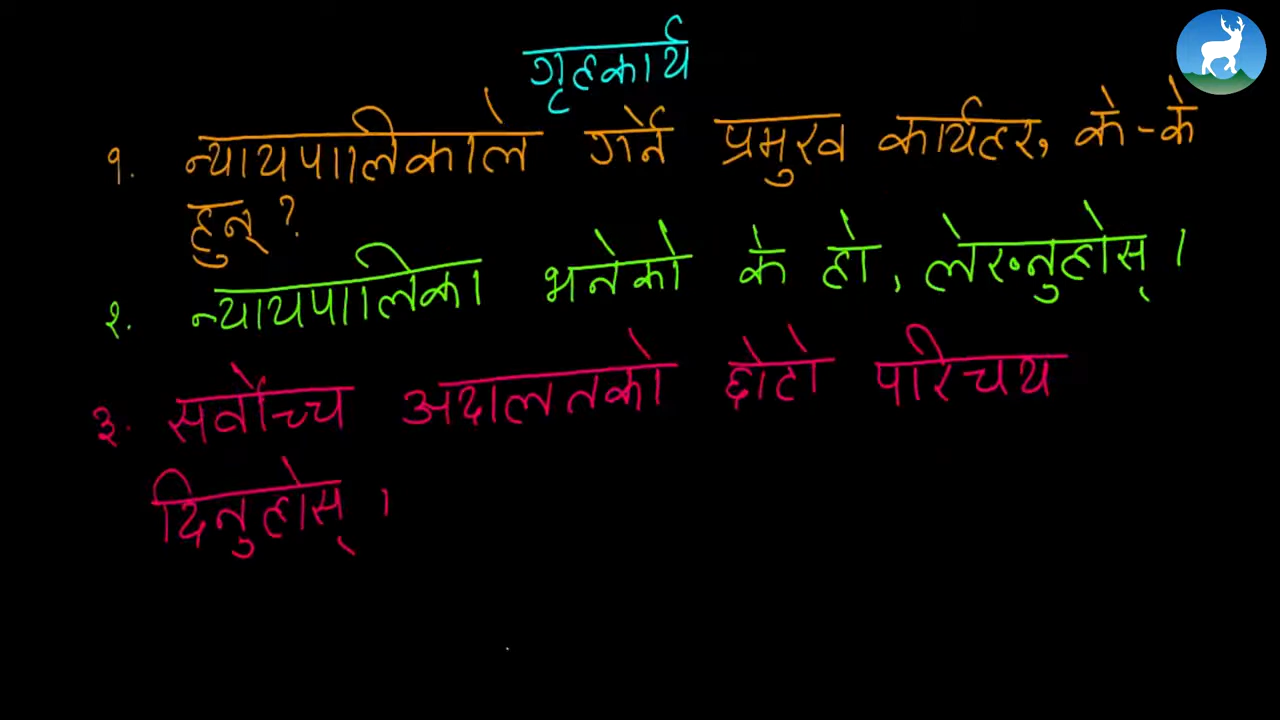 गृहकार्य
१. न्यायपालिकाले गर्ने प्रमुख कार्यहरू के-के
हुन् ?
२. न्यायपालिका भनेको के हो, लेख्नुहोस् ।
३. सर्वोच्च अदालतको छोटो परिचय
दिनुहोस् ।